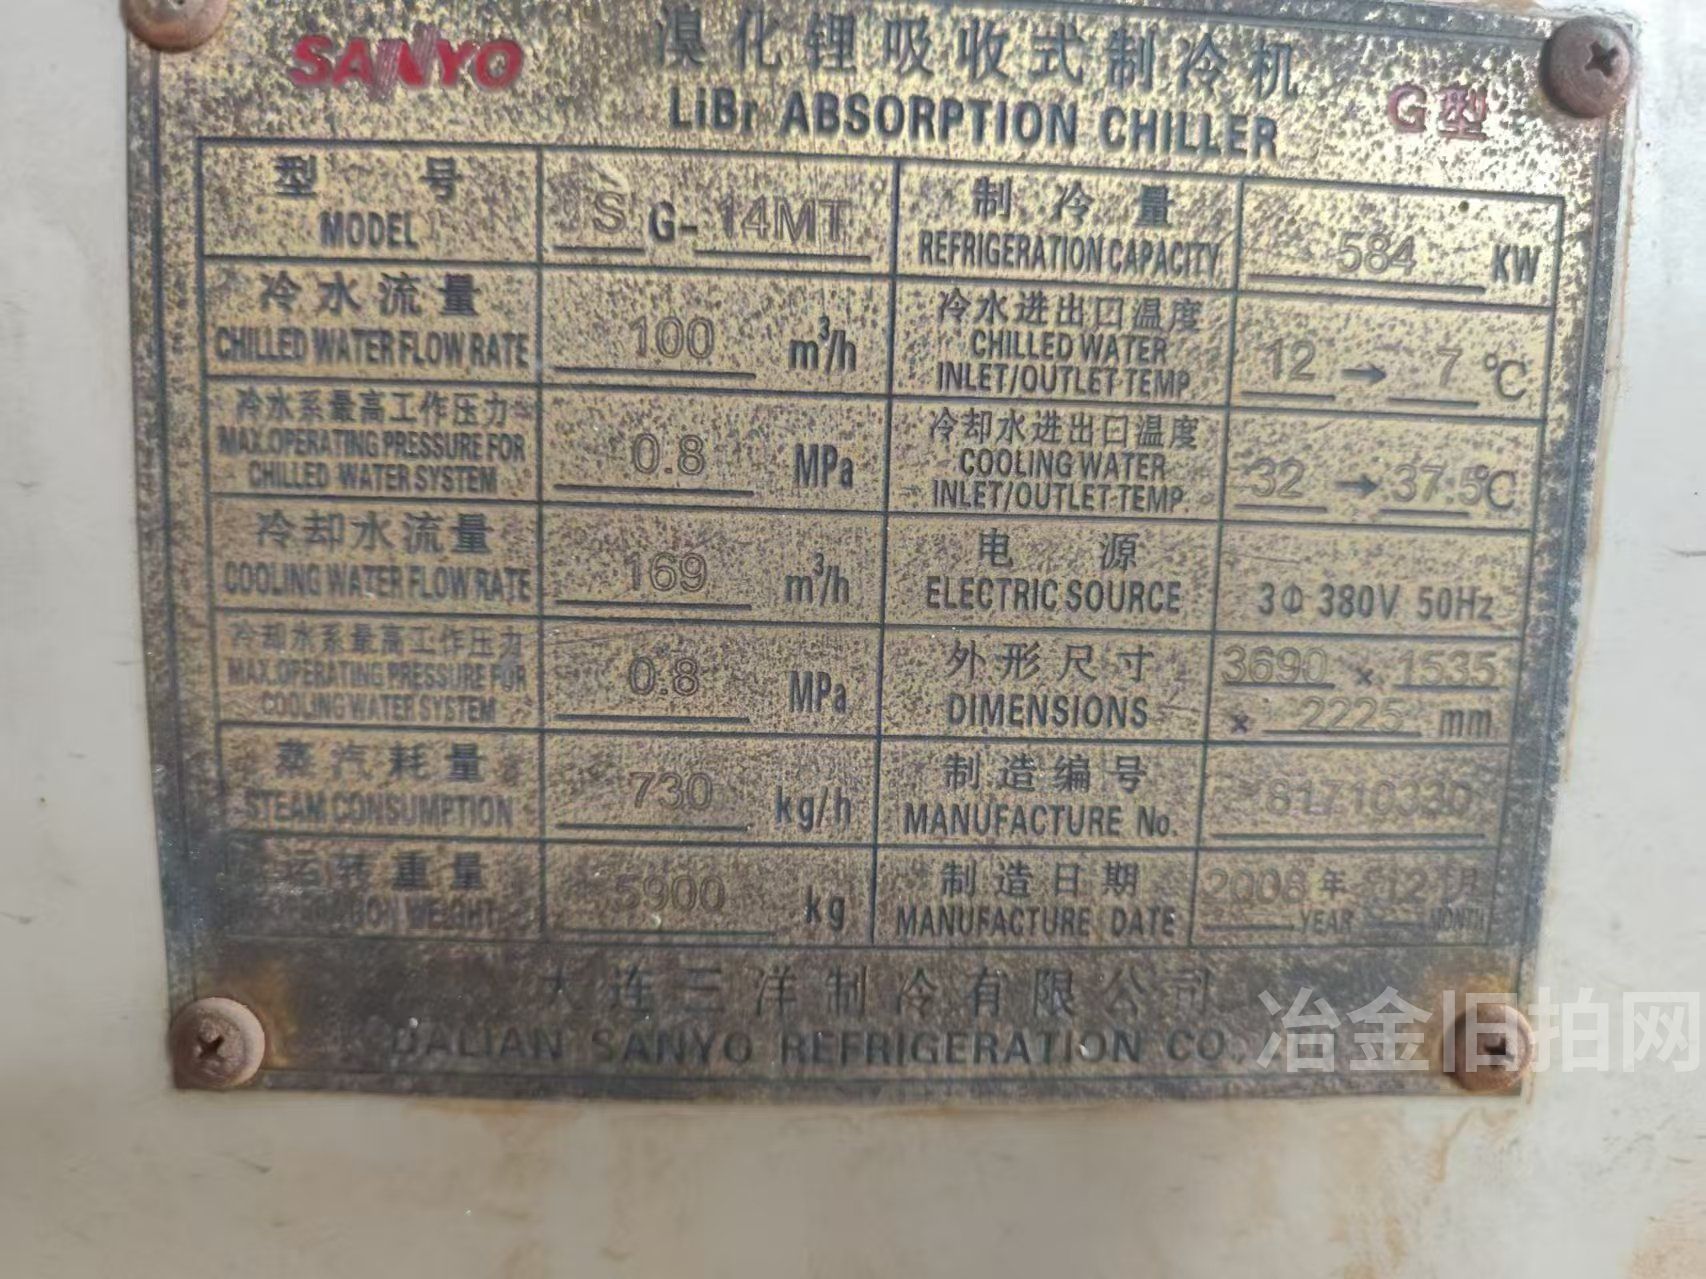 SANYO
溴化锂吸收式制冷机
LiBr ABSORPTION CHILLER
G型
型号
MODEL
SG-14MT
制冷量
REFRIGERATION CAPACITY
584 KW
冷水流量
CHILLED WATER FLOW RATE
100 m³/h
冷水进出口温度
CHILLED WATER
INLET/OUTLET TEMP.
12 → 7 ℃
冷水系最高工作压力
MAX.OPERATING PRESSURE FOR
CHILLED WATER SYSTEM
0.8 MPa
冷却水进出口温度
COOLING WATER
INLET/OUTLET TEMP.
32 → 37.5℃
冷却水流量
COOLING WATER FLOW RATE
169 m³/h
电源
ELECTRIC SOURCE
3Φ 380V 50Hz
冷却水系最高工作压力
MAX.OPERATING PRESSURE FOR
COOLING WATER SYSTEM
0.8 MPa
外形尺寸
DIMENSIONS
3690 × 1535
× 2225 mm
蒸汽耗量
STEAM CONSUMPTION
730 kg/h
制造编号
MANUFACTURE No.
81710330
运转重量
WEIGHT
5900 kg
制造日期
MANUFACTURE DATE
2008 年 12 月
YEAR MONTH
大连三洋制冷有限公司
DALIAN SANYO REFRIGERATION CO.,
冶金旧拍网